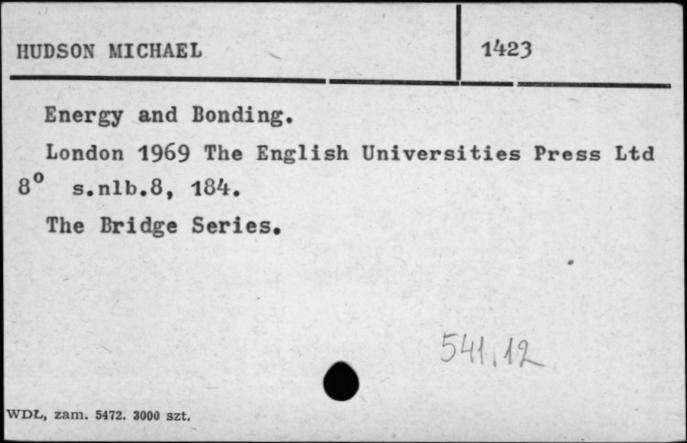 HUDSON MICHAEL 1423
Energy and Bonding.
London 1969 The English Universities Press Ltd
8° s.nlb.8, 184.
The Bridge Series.
541.12
WDL, zam. 5472. 3000 szt.